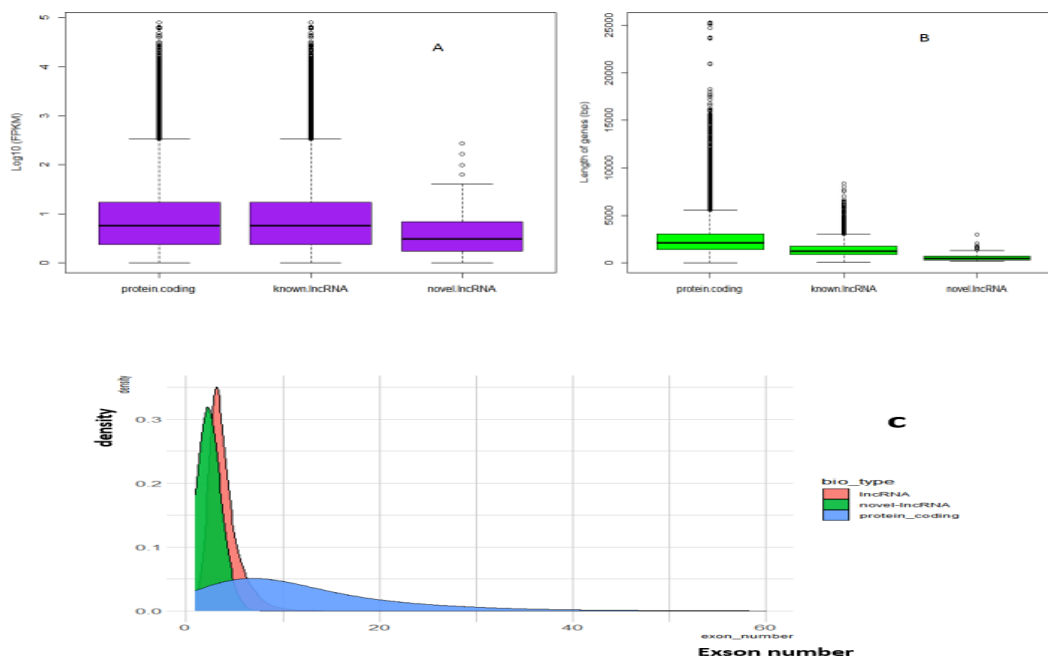 A
Log10 (FPKM)
5
4
3
2
1
0
protein.coding known.lncRNA novel.lncRNA
B
Length of genes (bp)
25000
20000
15000
10000
5000
0
protein.coding known.lncRNA novel.lncRNA
c
density
density
0.3
0.2
0.1
0.0
0 20 40 60
exon_number
Exson number
bio_type
lncRNA
novel-lncRNA
protein_coding